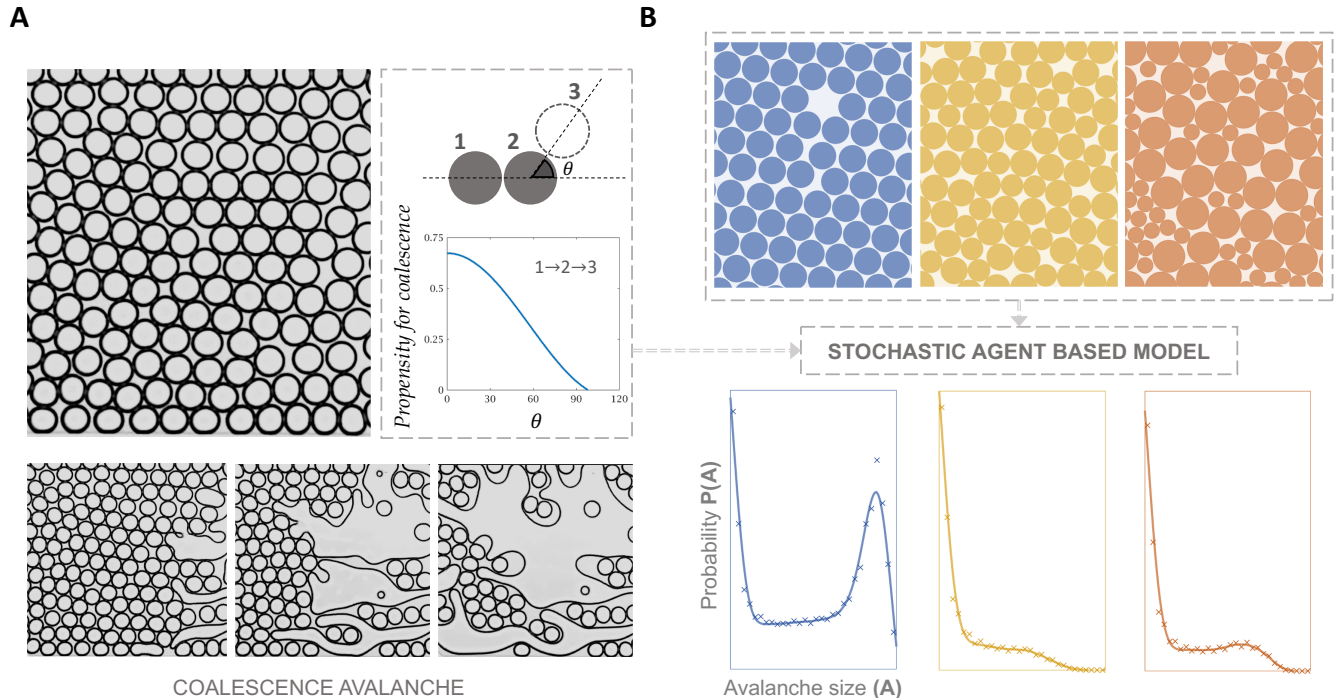 A
1
2
3
θ
Propensity for coalescence
0.75
0.5
0.25
0
1→2→3
0
30
60
90
120
θ
COALESCENCE AVALANCHE
B
STOCHASTIC AGENT BASED MODEL
Probability P(A)
Avalanche size (A)